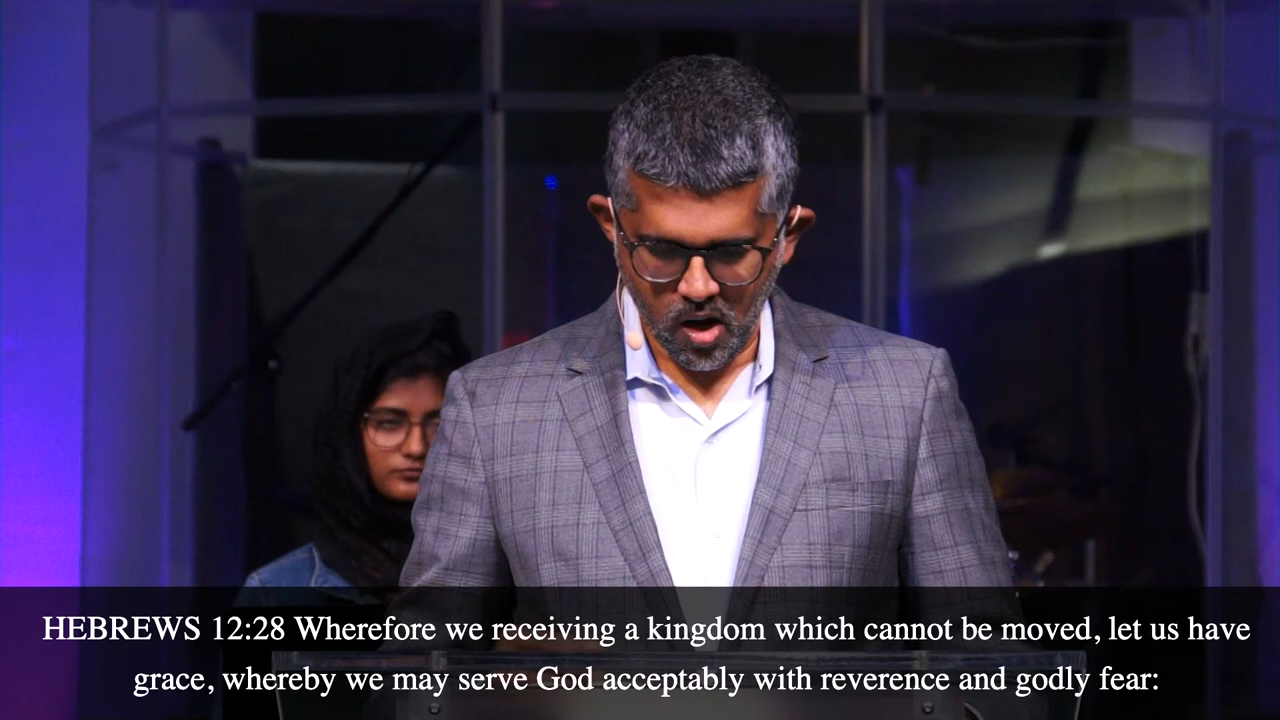 HEBREWS 12:28 Wherefore we receiving a kingdom which cannot be moved, let us have
grace, whereby we may serve God acceptably with reverence and godly fear: